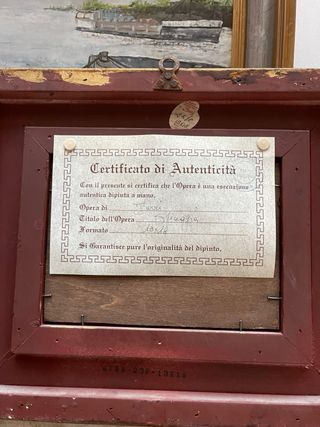 Certificato di Autenticità
Con il presente si certifica che l'Opera è una esecuzione
autentica dipinta a mano.
Opera di
Titolo dell'Opera
Formato
Si Garantisce pure l'originalità del dipinto.